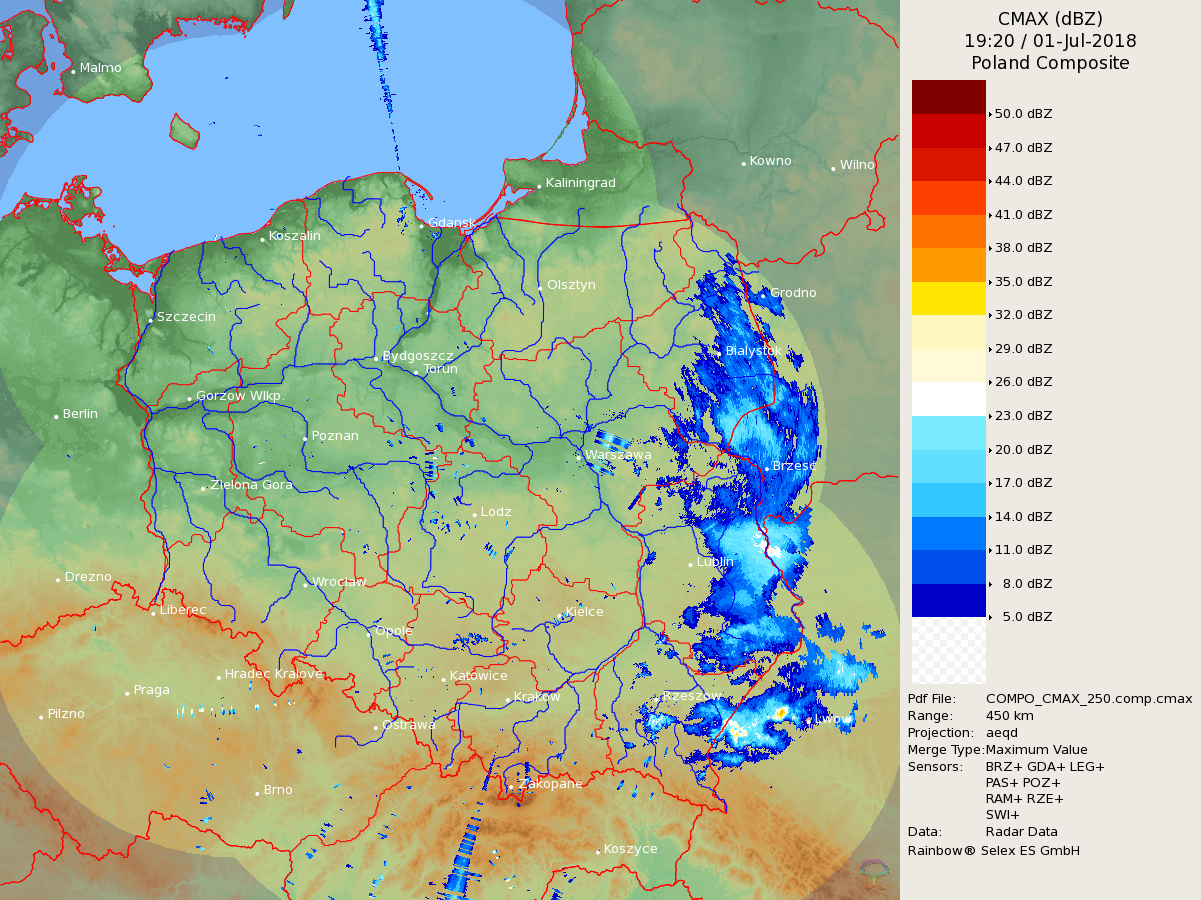 CMAX (dBZ)
19:20 / 01-Jul-2018
Poland Composite
50.0 dBZ
47.0 dBZ
44.0 dBZ
41.0 dBZ
38.0 dBZ
35.0 dBZ
32.0 dBZ
29.0 dBZ
26.0 dBZ
23.0 dBZ
20.0 dBZ
17.0 dBZ
14.0 dBZ
11.0 dBZ
8.0 dBZ
5.0 dBZ
Pdf File: COMPO_CMAX_250.comp.cmax
Range: 450 km
Projection: aeqd
Merge Type:Maximum Value
Sensors: BRZ+ GDA+ LEG+
PAS+ POZ+
RAM+ RZE+
SWI+
Data: Radar Data
Rainbow® Selex ES GmbH
Malmo
Kowno
Wilno
Kaliningrad
Gdansk
Koszalin
Olsztyn
Grodno
Szczecin
Bialystok
Bydgoszcz
Torun
Gorzow Wlkp.
Berlin
Poznan
Warszawa
Brzesc
Zielona Gora
Lodz
Lublin
Drezno
Wroclaw
Liberec
Kielce
Opole
Hradec Kralove
Katowice
Praga
Krakow
Rzeszow
Pilzno
Ostrawa
Lwow
Zakopane
Brno
Koszyce